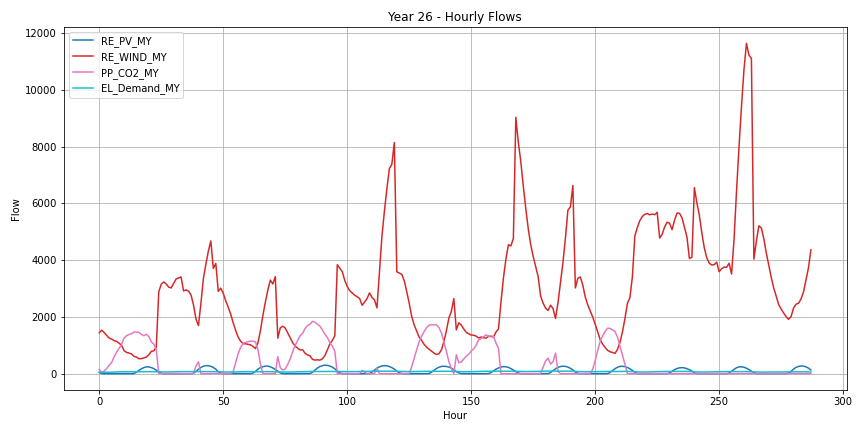 Year 26 - Hourly Flows
RE_PV_MY
RE_WIND_MY
PP_CO2_MY
EL_Demand_MY
12000
10000
8000
6000
4000
2000
0
Flow
0 50 100 150 200 250 300
Hour